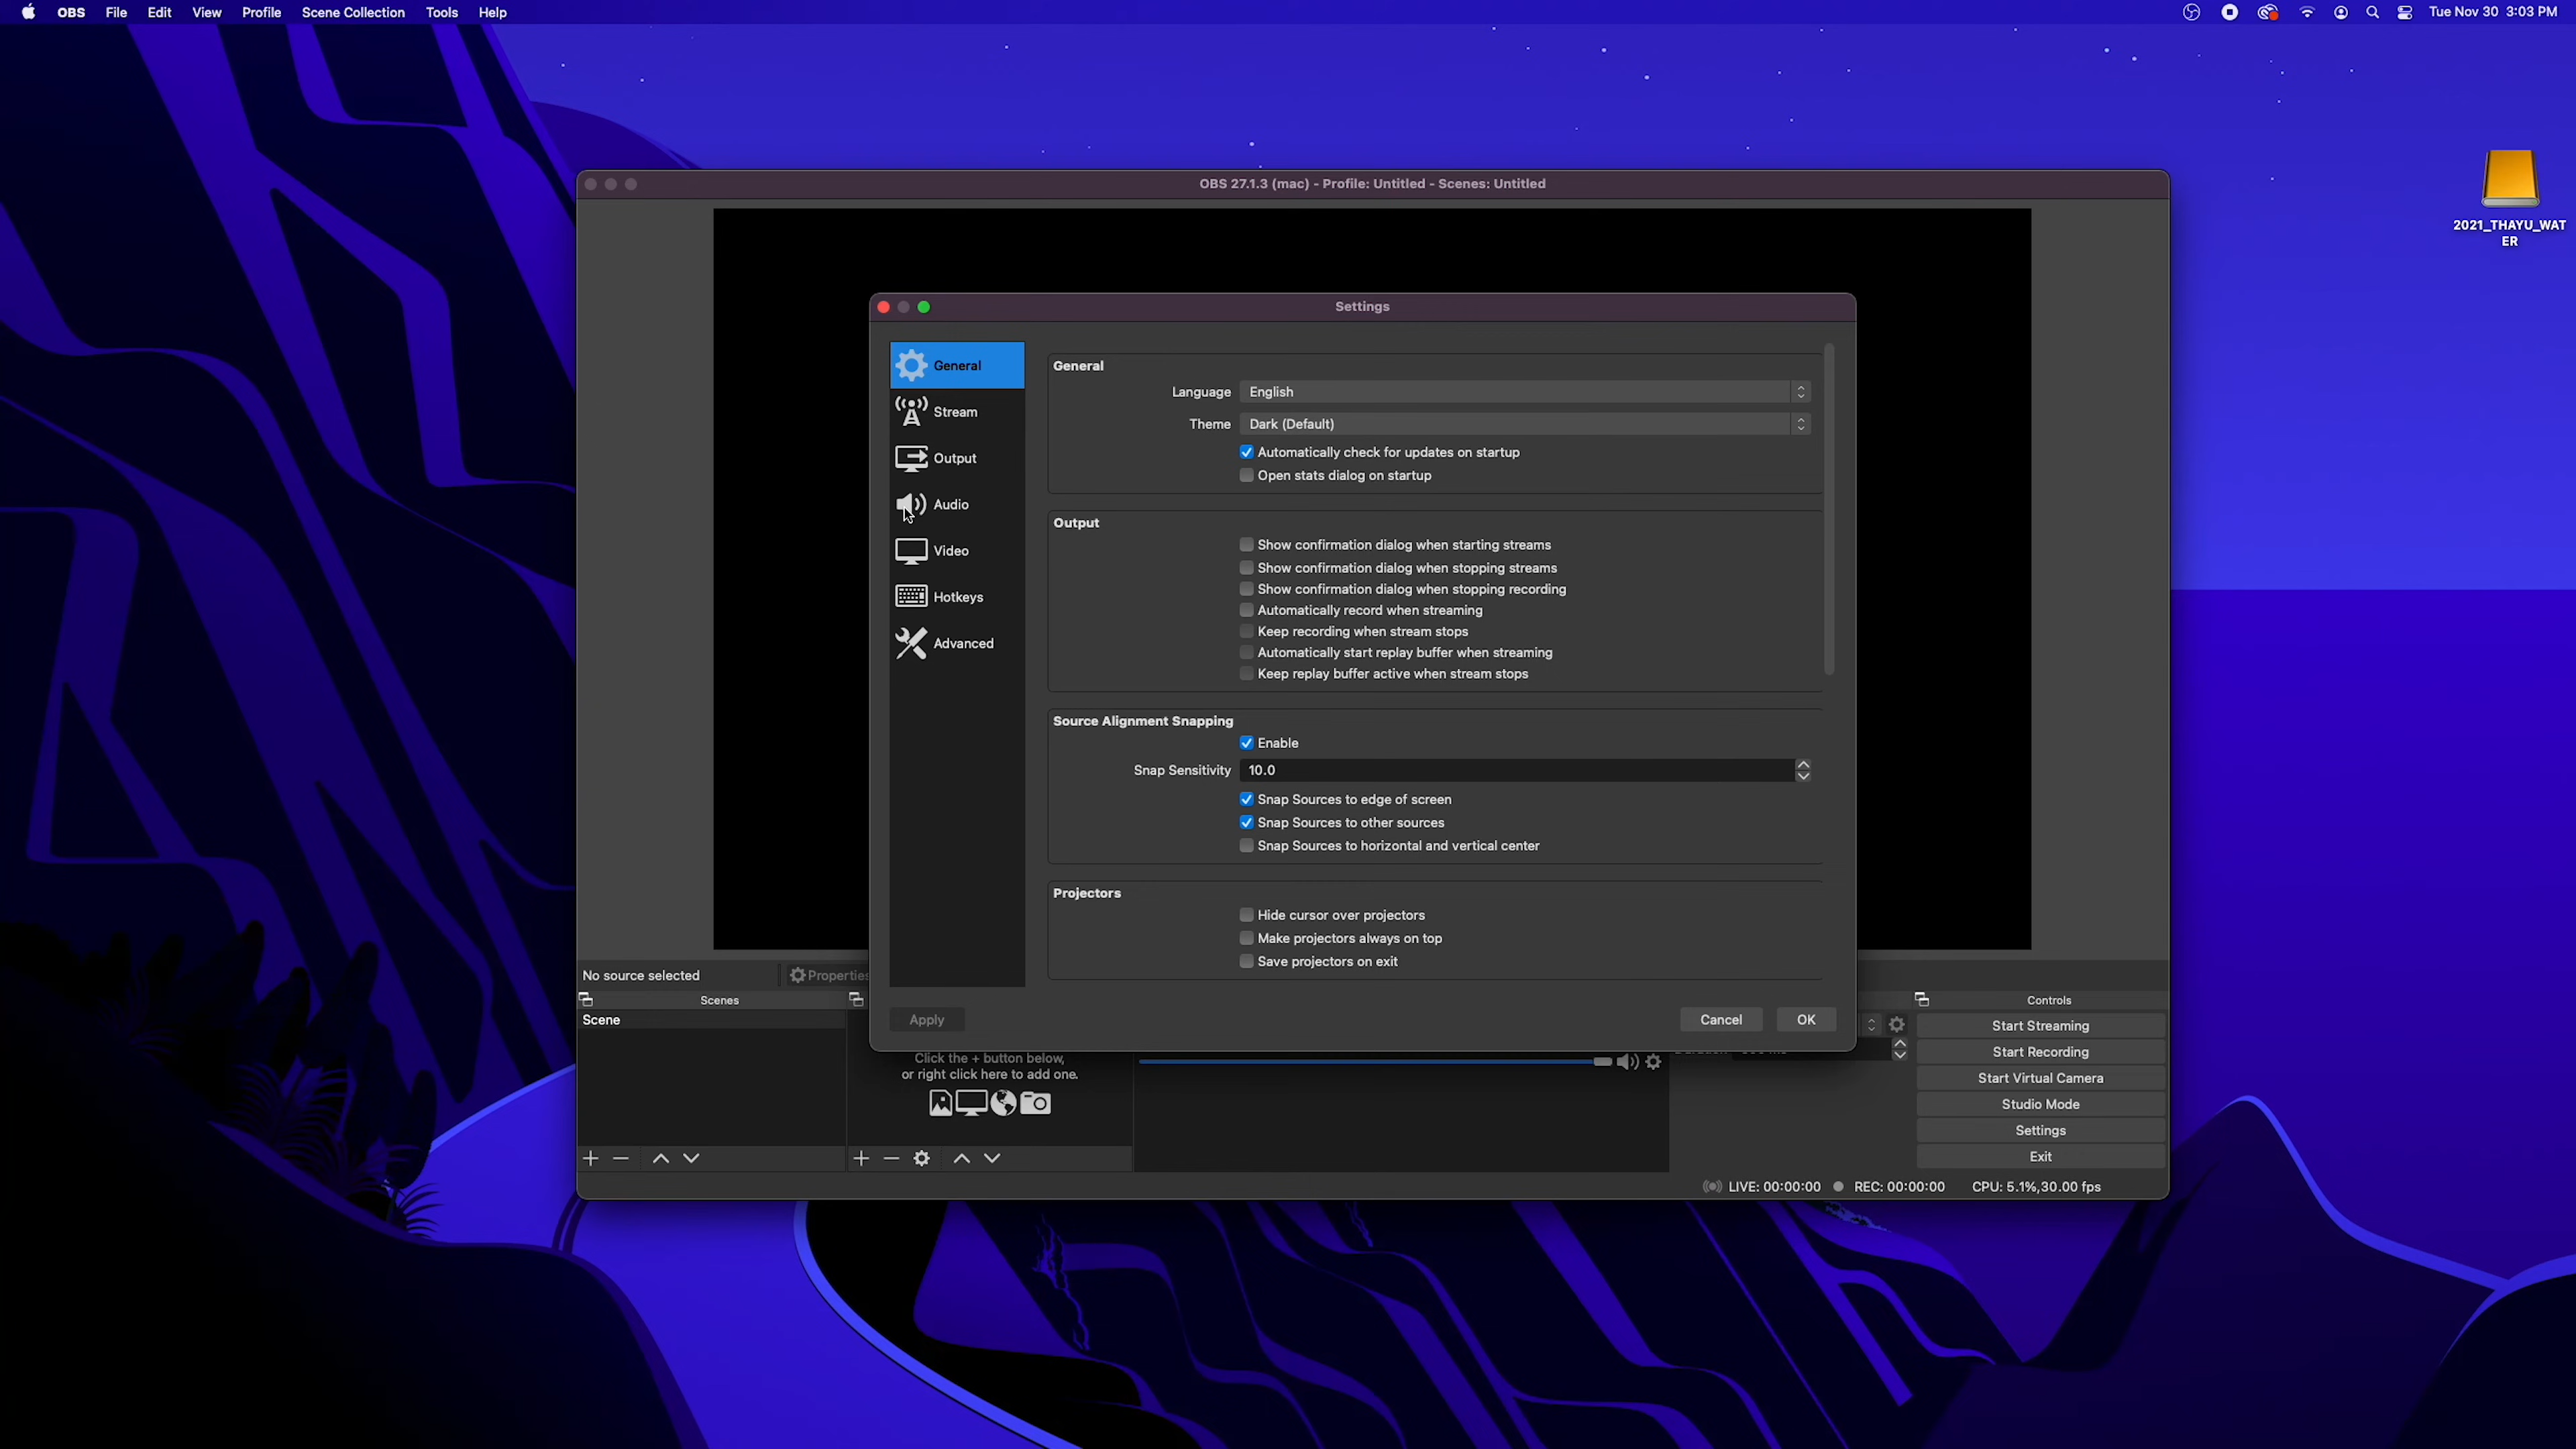 OBS File Edit View Profile Scene Collection Tools Help
Tue Nov 30 3:03 PM
2021_THAYU_WAT
ER
OBS 27.1.3 (mac) - Profile: Untitled - Scenes: Untitled
Settings
General
Stream
Output
Audio
Video
Hotkeys
Advanced
General
Language English
Theme Dark (Default)
Automatically check for updates on startup
Open stats dialog on startup
Output
Show confirmation dialog when starting streams
Show confirmation dialog when stopping streams
Show confirmation dialog when stopping recording
Automatically record when streaming
Keep recording when stream stops
Automatically start replay buffer when streaming
Keep replay buffer active when stream stops
Source Alignment Snapping
Enable
Snap Sensitivity 10.0
Snap Sources to edge of screen
Snap Sources to other sources
Snap Sources to horizontal and vertical center
Projectors
Hide cursor over projectors
Make projectors always on top
Save projectors on exit
Apply Cancel OK
No source selected Properties
Scenes
Scene
Click the + button below,
or right click here to add one.
Controls
Start Streaming
Start Recording
Start Virtual Camera
Studio Mode
Settings
Exit
LIVE: 00:00:00 REC: 00:00:00 CPU: 5.1%,30.00 fps